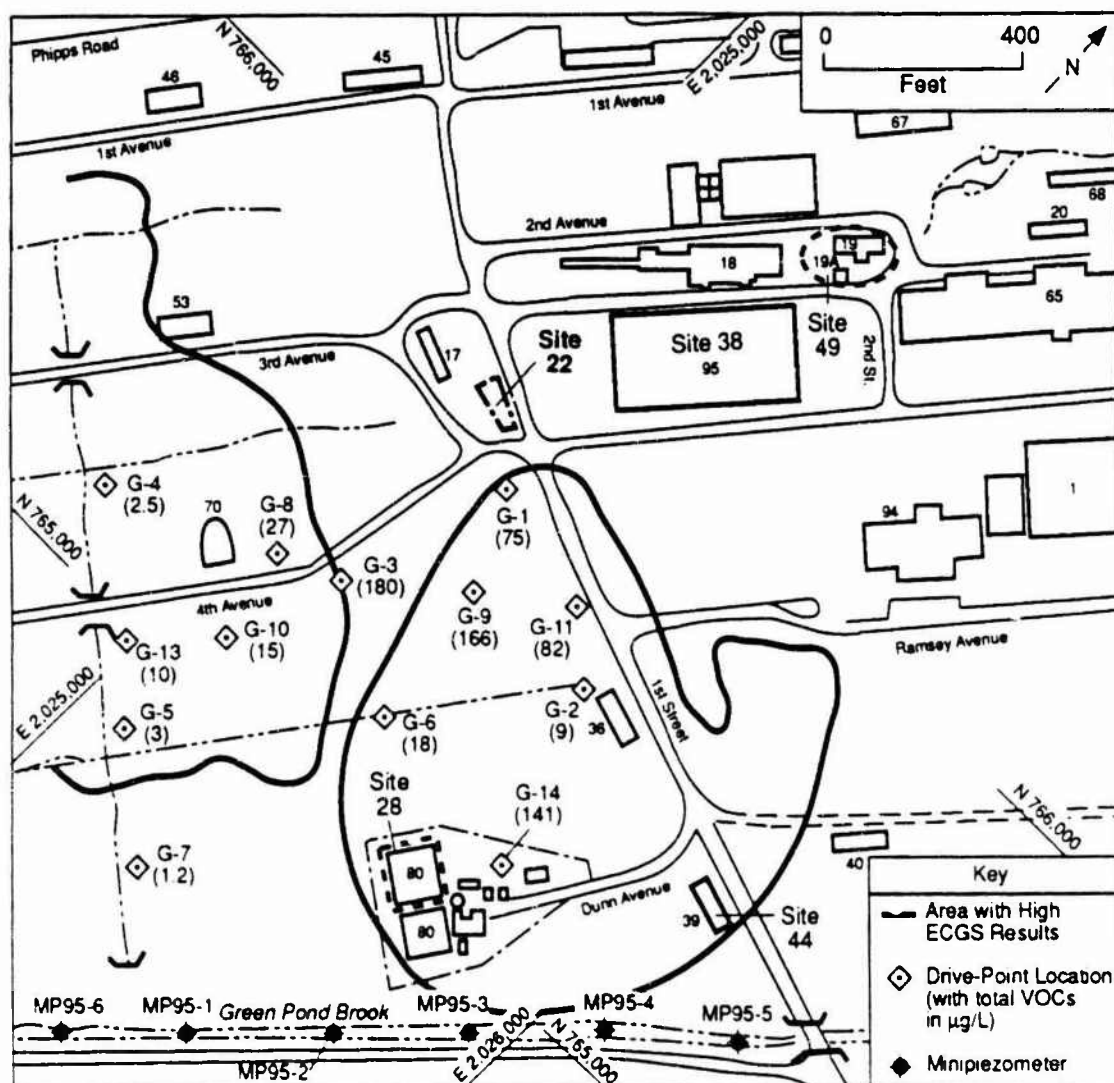 Phipps Road
N 766,000
46
45
1st Avenue
1st Avenue
E 2,025,000
0 400
Feet
N
67
68
20
2nd Avenue
18
19
19A
65
53
3rd Avenue
17
Site
22
Site 38
95
Site
49
2nd St.
G-4
(2.5)
N 765,000
70
G-8
(27)
G-1
(75)
94
1
G-3
(180)
4th Avenue
G-9
(166)
G-11
(82)
G-13
(10)
G-10
(15)
Ramsey Avenue
E 2,025,000
G-5
(3)
G-6
(18)
G-2
(9)
36
1st Street
Site
28
G-14
(141)
N 766,000
G-7
(1.2)
80
80
Dunn Avenue
39
Site
44
40
Key
Area with High
ECGS Results
Drive-Point Location
(with total VOCs
in µg/L)
Minipiezometer
MP95-6
MP95-1
Green Pond Brook
MP95-3
MP95-4
MP95-5
MP95-2
E 2,026,000
N 765,000